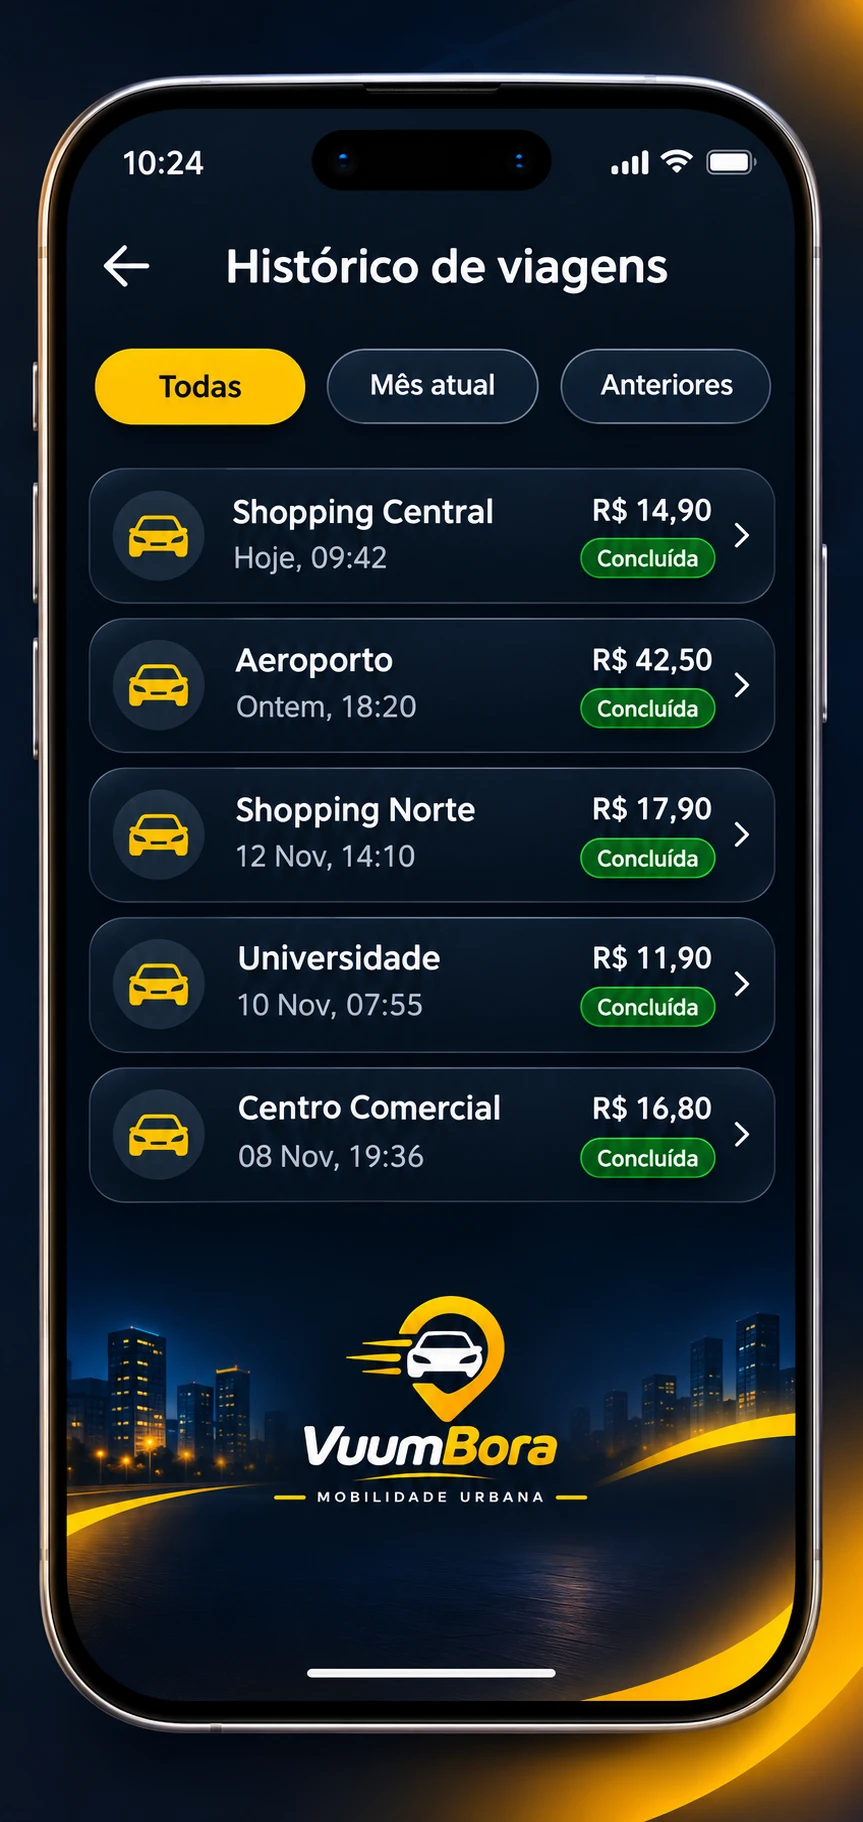 10:24
Histórico de viagens
Todas
Mês atual
Anteriores
Shopping Central
R$ 14,90
Hoje, 09:42
Concluída
Aeroporto
R$ 42,50
Ontem, 18:20
Concluída
Shopping Norte
R$ 17,90
12 Nov, 14:10
Concluída
Universidade
R$ 11,90
10 Nov, 07:55
Concluída
Centro Comercial
R$ 16,80
08 Nov, 19:36
Concluída
VuumBora
MOBILIDADE URBANA